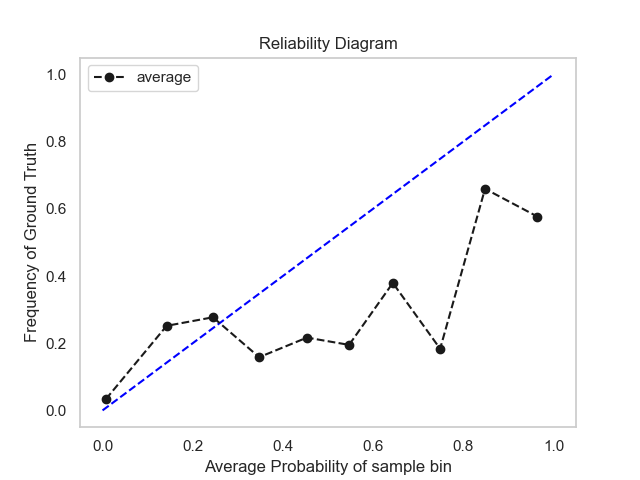 Reliability Diagram
average
Frequency of Ground Truth
1.0
0.8
0.6
0.4
0.2
0.0
0.0 0.2 0.4 0.6 0.8 1.0
Average Probability of sample bin